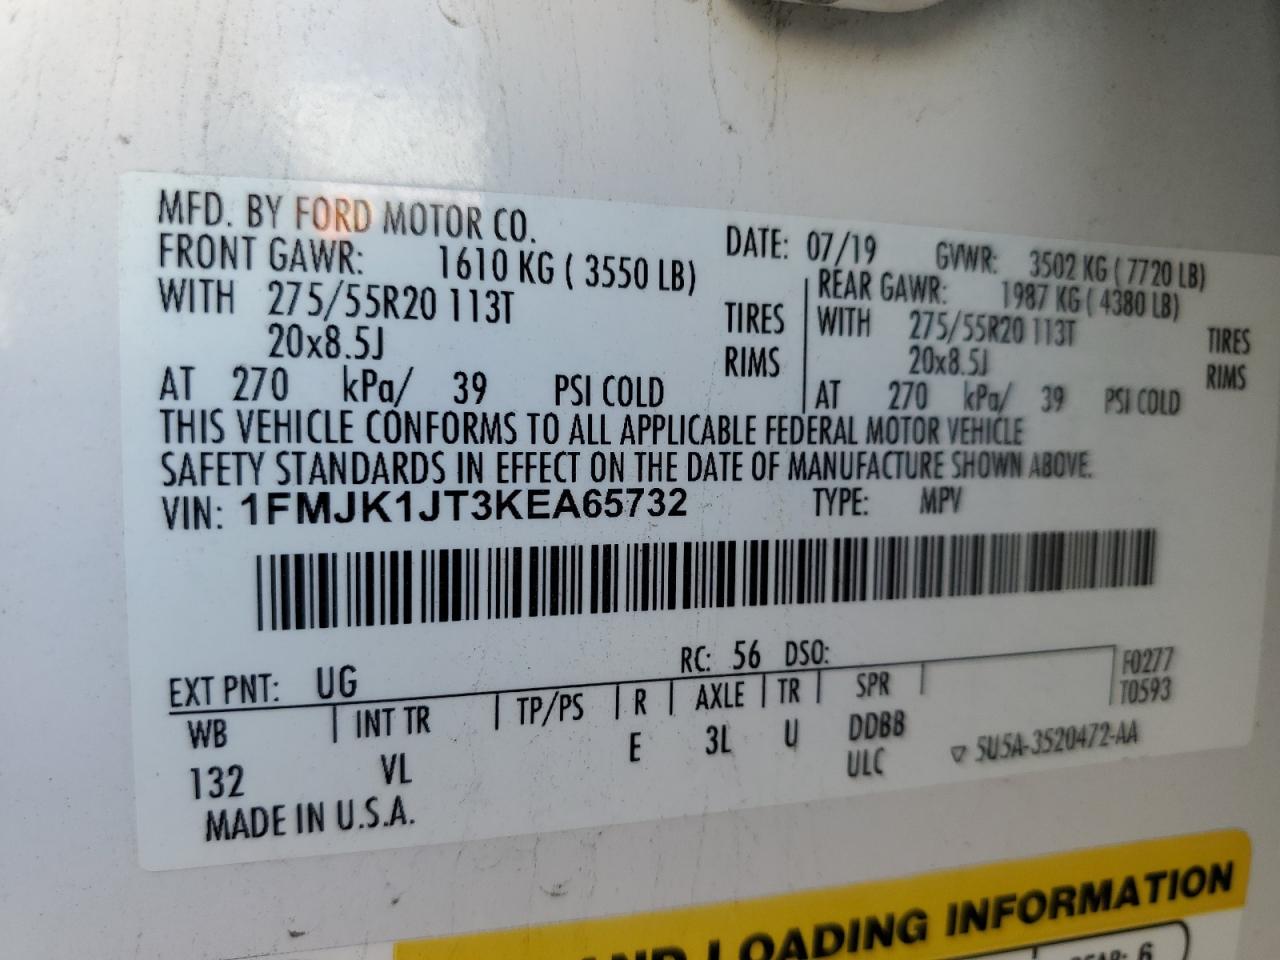 MFD. BY FORD MOTOR CO.
DATE: 07/19 GVWR: 3502 KG ( 7720 LB)
FRONT GAWR: 1610 KG ( 3550 LB)
WITH 275/55R20 113T TIRES
20x8.5J RIMS
AT 270 kPa/ 39 PSI COLD
REAR GAWR: 1987 KG ( 4380 LB)
WITH 275/55R20 113T TIRES
20x8.5J RIMS
AT 270 kPa/ 39 PSI COLD
THIS VEHICLE CONFORMS TO ALL APPLICABLE FEDERAL MOTOR VEHICLE
SAFETY STANDARDS IN EFFECT ON THE DATE OF MANUFACTURE SHOWN ABOVE.
VIN: 1FMJK1JT3KEA65732 TYPE: MPV
EXT PNT: UG RC: 56 DSO: F0277
T0593
WB INT TR TP/PS R AXLE TR SPR
132 VL E 3L U DDBB
ULC ▽ 5U5A-3520472-AA
MADE IN U.S.A.
LOADING INFORMATION